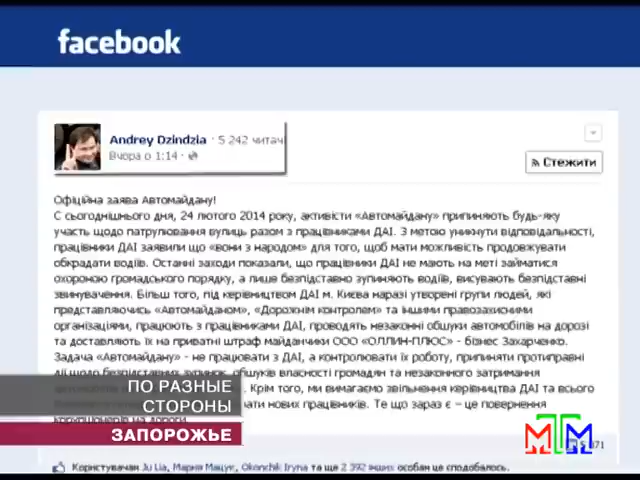 facebook
Andrey Dzindzia · 5 242 читач
Вчора о 1:14 ·
Стежити
Офіційна заява Автомайдану!
С сьогоднішнього дня, 24 лютого 2014 року, активісти «Автомайдану» припиняють будь-яку
участь щодо патрулювання вулиць разом з працівниками ДАІ. З метою уникнути відповідальності,
працівники ДАІ заявили що «вони з народом» для того, щоб мати можливість продовжувати
обкрадати водіїв. Останні заходи показали, що працівники ДАІ не мають на меті займатися
охороною громадського порядку, а лише безпідставно зупиняють водіїв, висувають безпідставні
звинувачення. Більш того, під керівництвом ДАІ м. Києва наразі утворені групи людей, які
представляючись «Автомайданом», «Дорожнім контролем» та іншими правозахисними
організаціями, працюють з працівниками ДАІ, проводять незаконні обшуки автомобілів на дорозі
та доставляють їх на приватні штраф майданчики ООО «ОЛЛИН-ПЛЮС» - бізнес Захарченко.
Задача «Автомайдану» - не працювати з ДАІ, а контролювати їх роботу, припиняти протиправні
дії щодо безпідставних зупинок, обшуків власності громадян та незаконного затримання
. Крім того, ми вимагаємо звільнення керівництва ДАІ та всього
нових працівників. Те що зараз є – це повернення
корупціонерів на дороги.
ПО РАЗНЫЕ
СТОРОНЫ
ЗАПОРОЖЬЕ
МТМ
Користувачам Ju Lia, Мария Мацук, Okonchik Iryna та ще 2 392 інших особам це сподобалось.